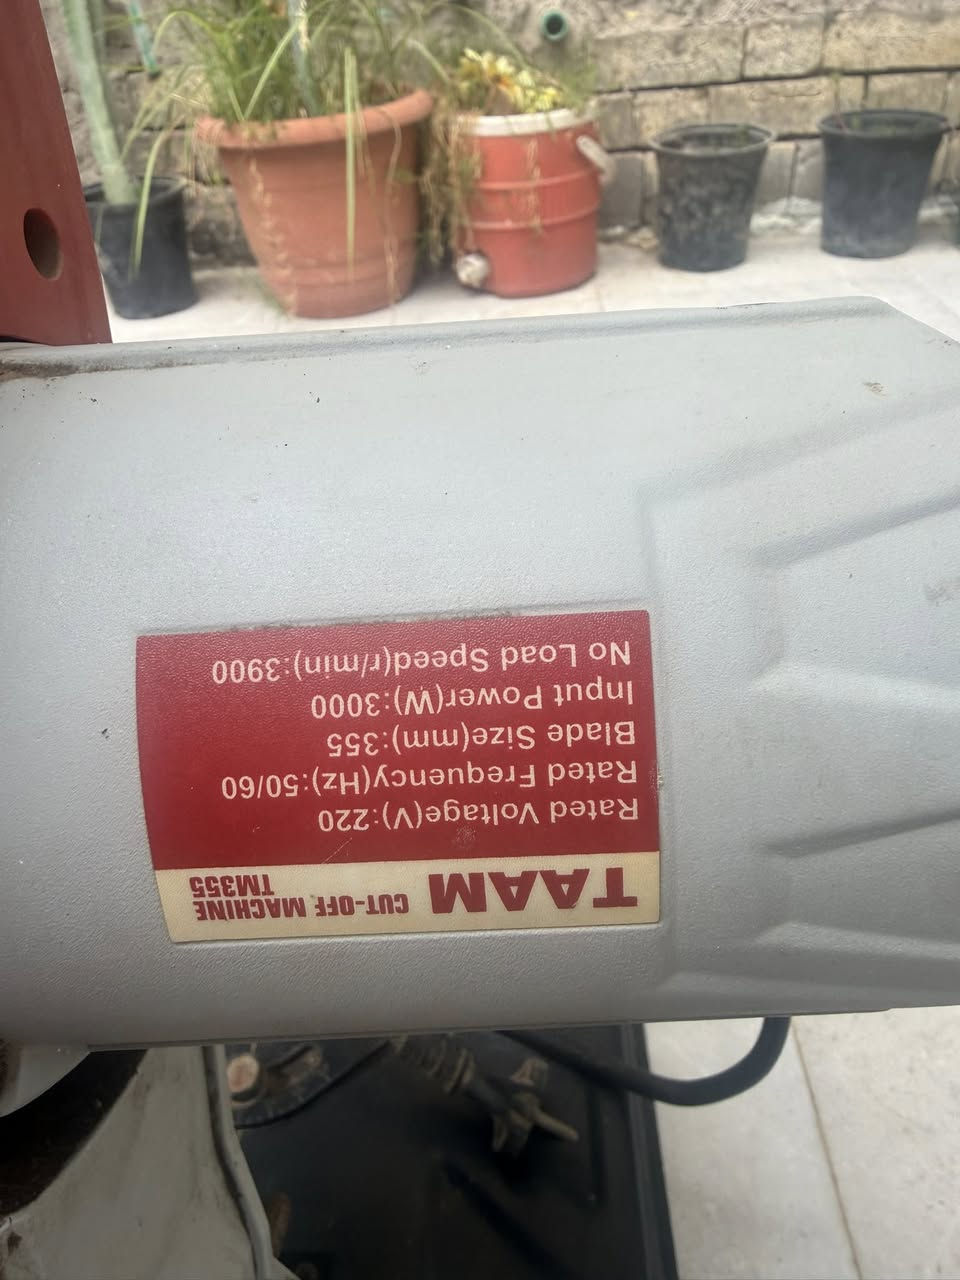 TAAM CUT-OFF MACHINE
TM355
Rated Voltage(V):220
Rated Frequency(Hz):50/60
Blade Size(mm):355
Input Power(W):3000
No Load Speed(r/min):3900